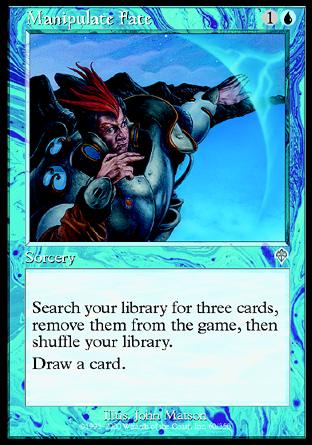 Manipulate Fate 1
Sorcery
Search your library for three cards,
remove them from the game, then
shuffle your library.
Draw a card.
Illus. John Matson